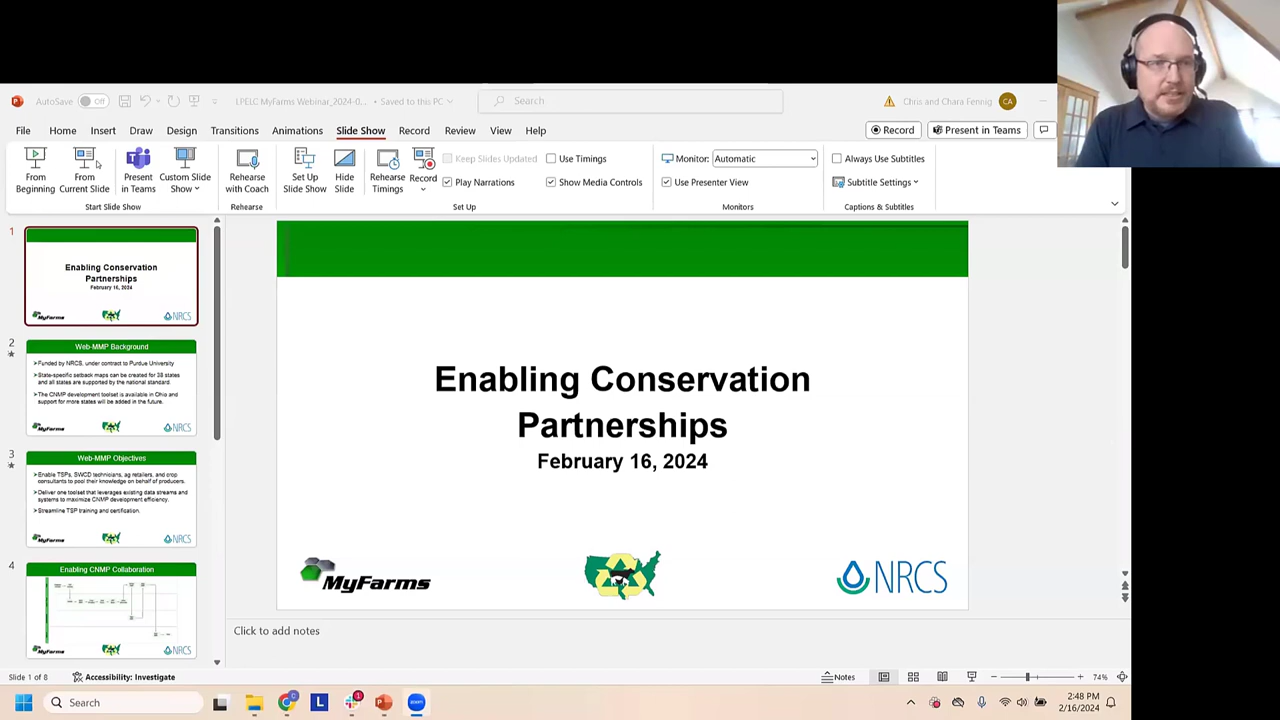 AutoSave Off
LPELC MyFarms Webinar_2024-0... • Saved to this PC
Search
Chris and Chara Fennig CA
File Home Insert Draw Design Transitions Animations Slide Show Record Review View Help
Record Present in Teams
From Beginning
From Current Slide
Present in Teams
Custom Slide Show
Rehearse with Coach
Set Up Slide Show
Hide Slide
Rehearse Timings
Record
Keep Slides Updated
Use Timings
Play Narrations
Show Media Controls
Monitor: Automatic
Use Presenter View
Always Use Subtitles
Subtitle Settings
Start Slide Show Rehearse Set Up Monitors Captions & Subtitles
1
Enabling Conservation
Partnerships
February 16, 2024
MyFarms NRCS
2
Web-MMP Background
Funded by NRCS, under contract to Purdue University
State-specific setback maps can be created for 38 states
and all states are supported by the national standard.
The CNMP development toolset is available in Ohio and
support for more states will be added in the future.
MyFarms NRCS
3
Web-MMP Objectives
Enable TSPs, SWCD technicians, ag retailers, and crop
consultants to pool their knowledge on behalf of producers.
Deliver one toolset that leverages existing data streams and
systems to maximize CNMP development efficiency.
Streamline TSP training and certification.
MyFarms NRCS
4
Enabling CNMP Collaboration
MyFarms NRCS
Enabling Conservation
Partnerships
February 16, 2024
MyFarms NRCS
Click to add notes
Slide 1 of 8 Accessibility: Investigate Notes 74%
Search
L
1
zoom
2:48 PM
2/16/2024